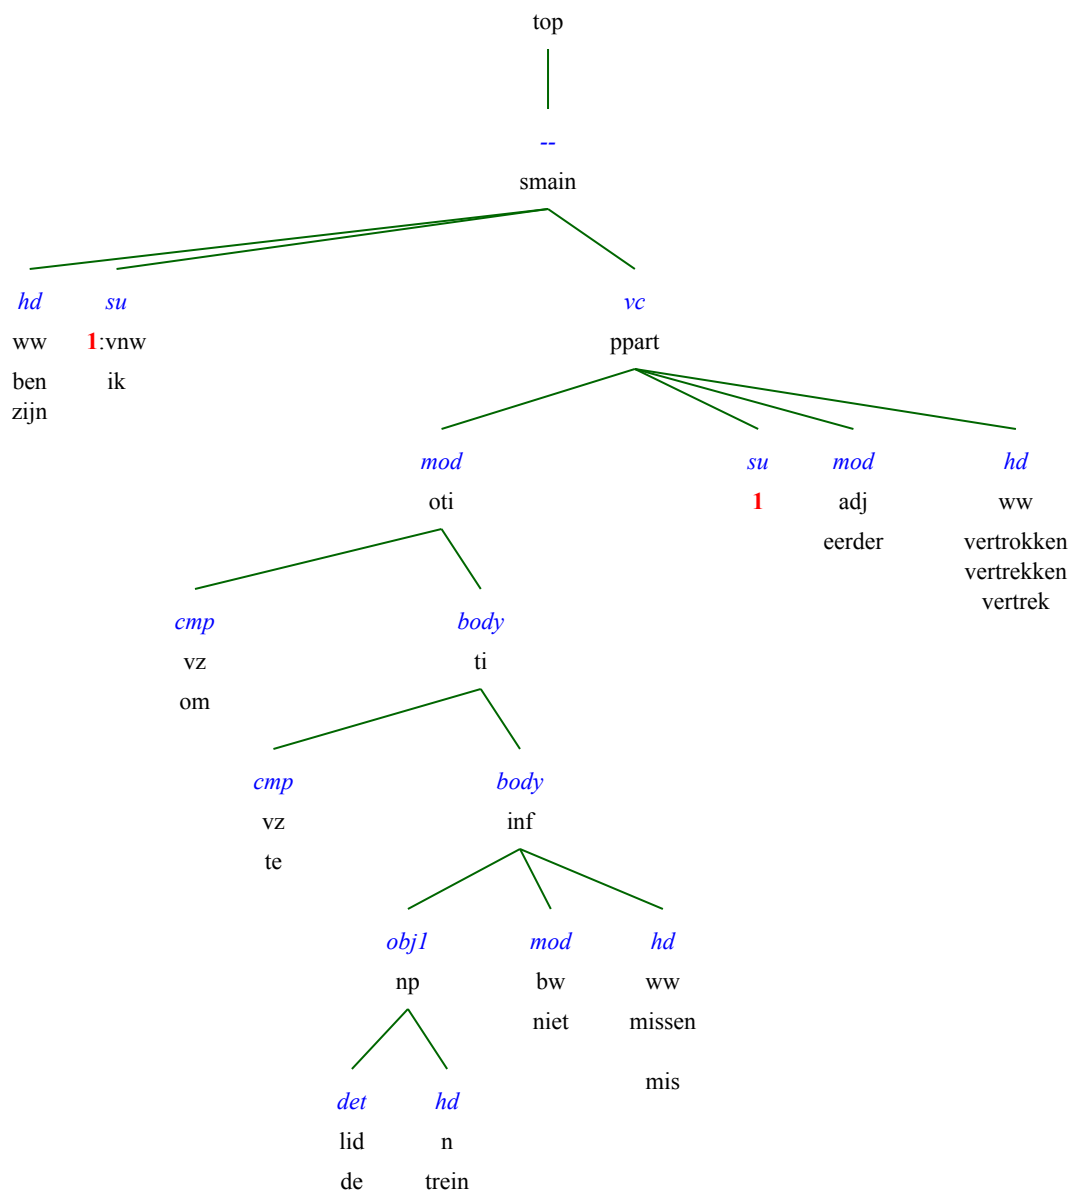 top
--
smain
hd su vc
ww 1:vnw ppart
ben ik
zijn
mod su mod hd
oti 1 adj ww
eerder vertrokken
vertrekken
vertrek
cmp body
vz ti
om
cmp body
vz inf
te
obj1 mod hd
np bw ww
niet missen
mis
det hd
lid n
de trein